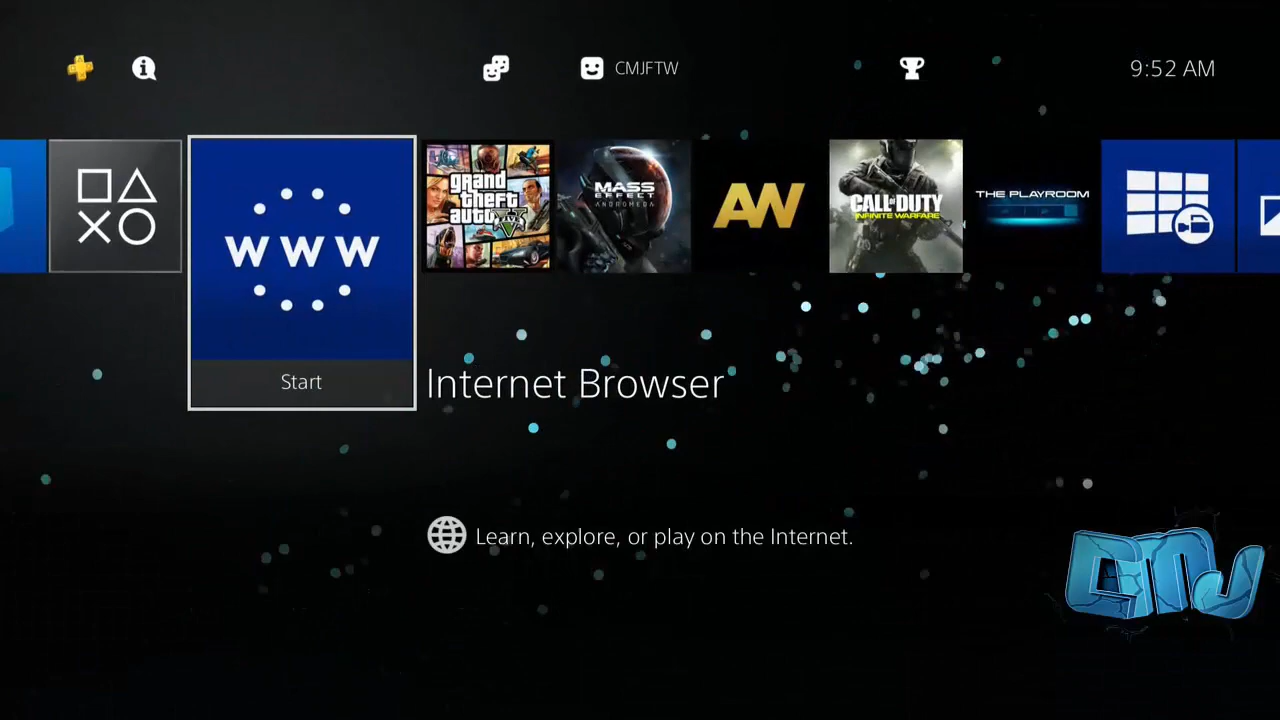 CMJFTW
9:52 AM
WWW
grand
theft
auto V
MASS
EFFECT
ANDROMEDA
AW
CALL OF DUTY
INFINITE WARFARE
THE PLAYROOM
Start
Internet Browser
Learn, explore, or play on the Internet.
CMJ